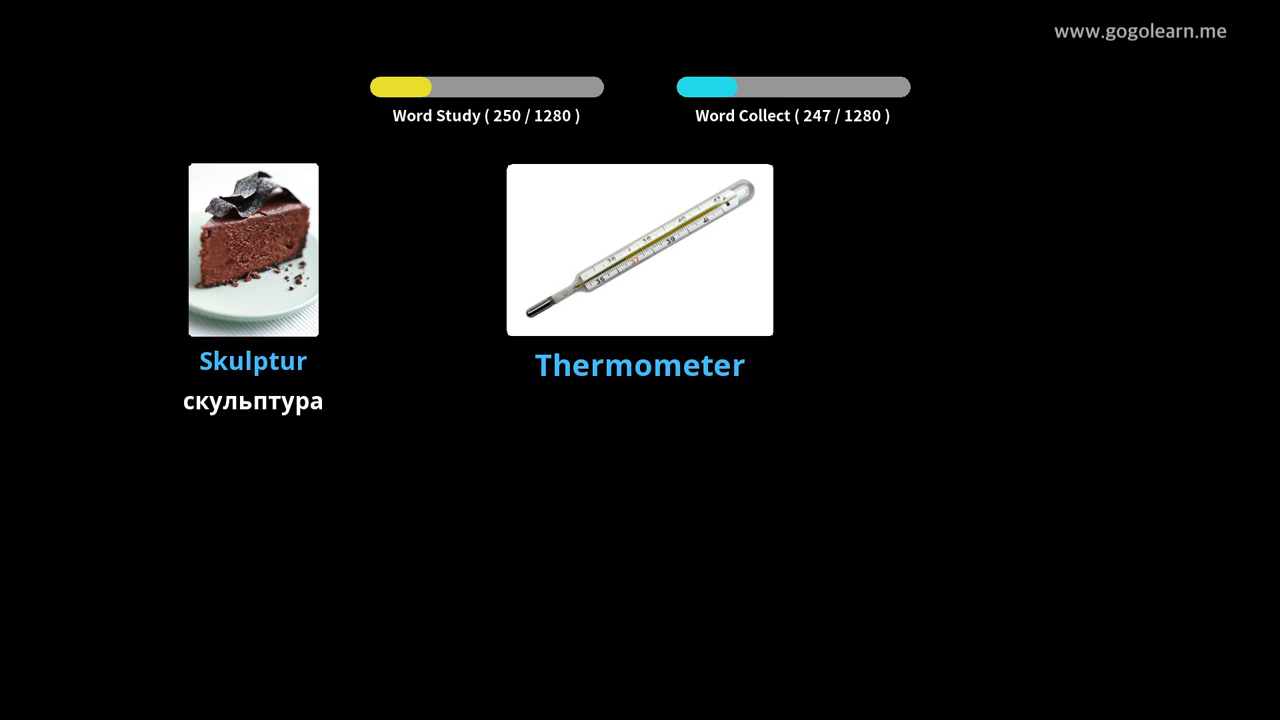 www.gogolearn.me
Word Study ( 250 / 1280 )
Word Collect ( 247 / 1280 )
Skulptur
скульптура
Thermometer